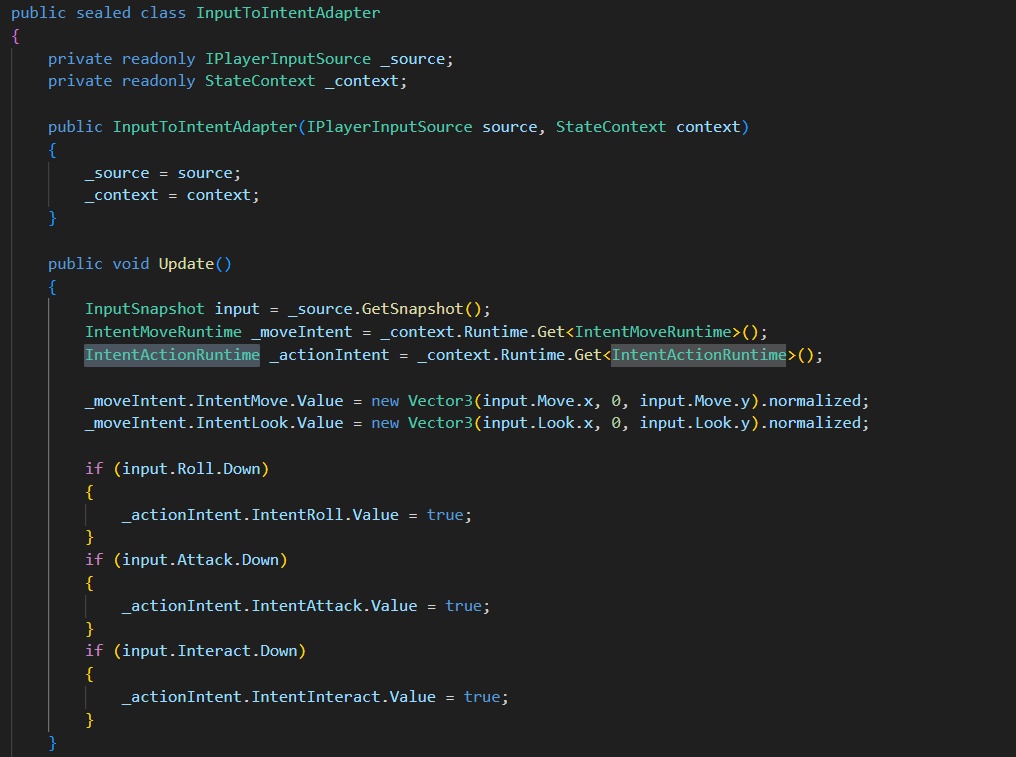 public sealed class InputToIntentAdapter
{
private readonly IPlayerInputSource _source;
private readonly StateContext _context;
public InputToIntentAdapter(IPlayerInputSource source, StateContext context)
{
_source = source;
_context = context;
}
public void Update()
{
InputSnapshot input = _source.GetSnapshot();
IntentMoveRuntime _moveIntent = _context.Runtime.Get<IntentMoveRuntime>();
IntentActionRuntime _actionIntent = _context.Runtime.Get<IntentActionRuntime>();
_moveIntent.IntentMove.Value = new Vector3(input.Move.x, 0, input.Move.y).normalized;
_moveIntent.IntentLook.Value = new Vector3(input.Look.x, 0, input.Look.y).normalized;
if (input.Roll.Down)
{
_actionIntent.IntentRoll.Value = true;
}
if (input.Attack.Down)
{
_actionIntent.IntentAttack.Value = true;
}
if (input.Interact.Down)
{
_actionIntent.IntentInteract.Value = true;
}
}